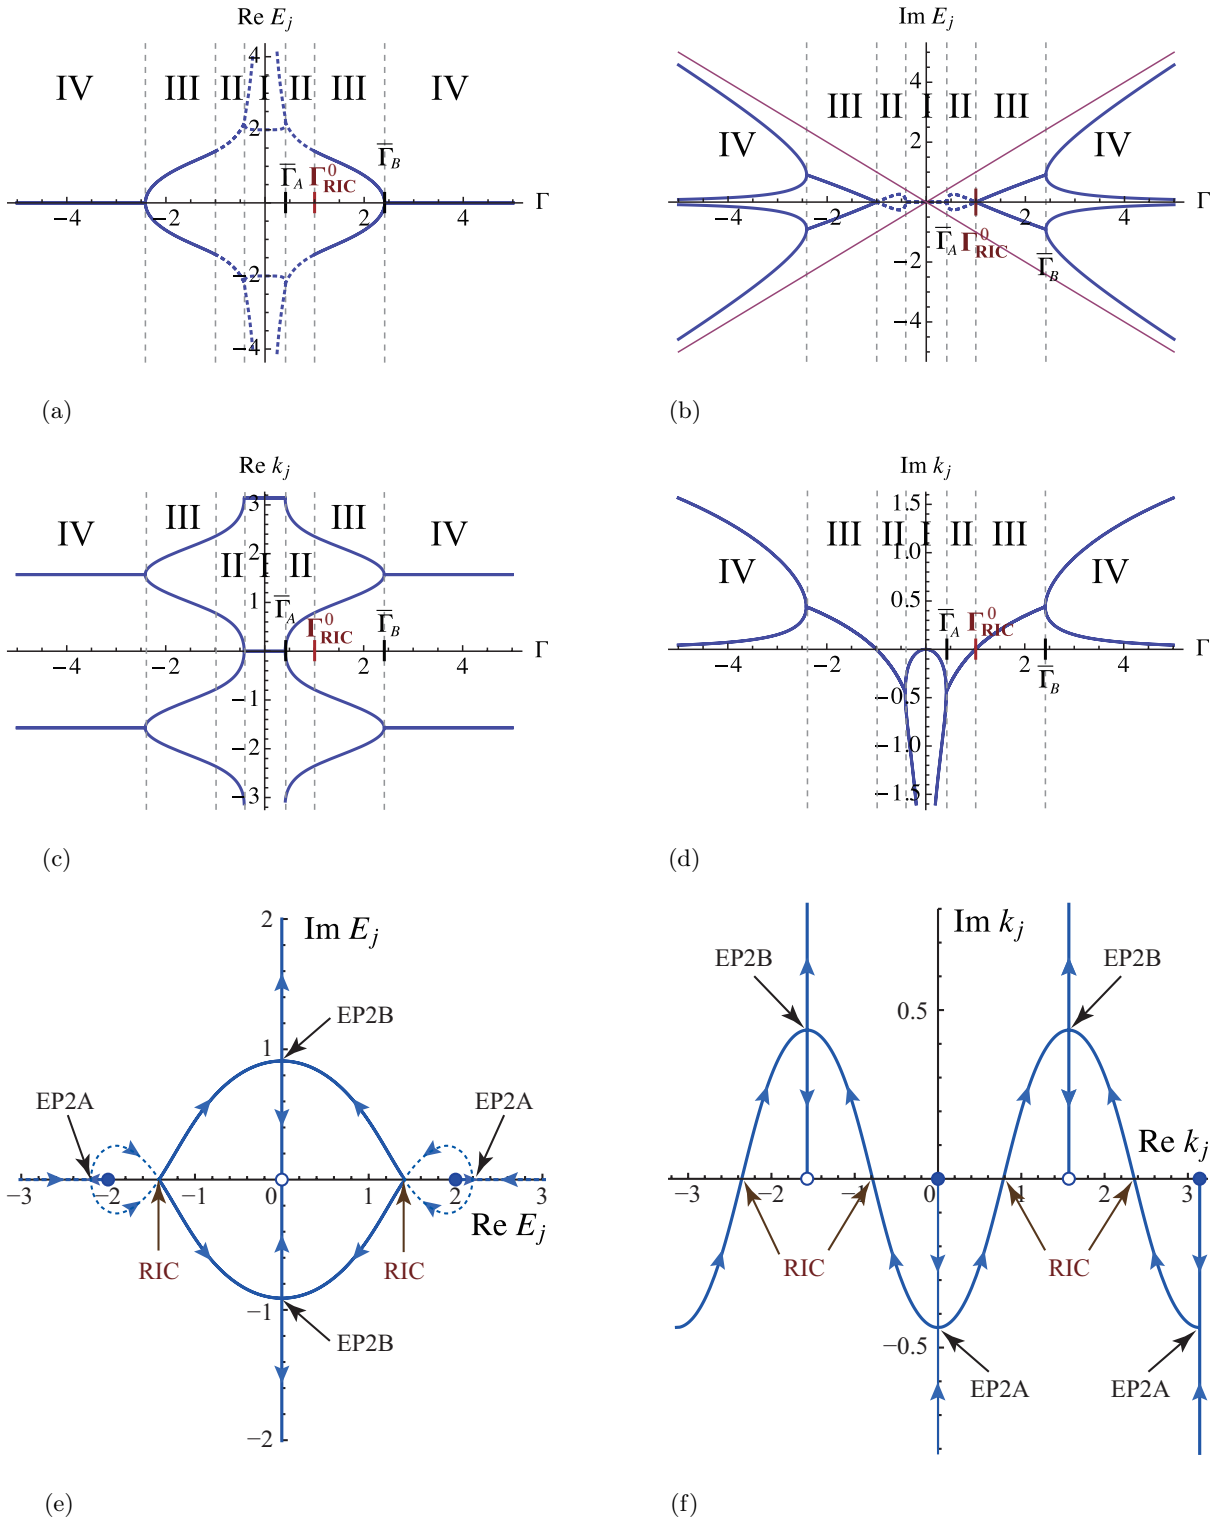 Re E_j
4
IV III II I II III IV
2
Γ̄_A Γ⁰_RIC Γ̄_B
−4 −2 2 4 Γ
−2
−4
(a)
Im E_j
4
III II I II III
2
IV IV
−4 −2 2 4 Γ
Γ̄_A Γ⁰_RIC
−2 Γ̄_B
−4
(b)
Re k_j
3
III III
IV IV
2
II I II
1
Γ̄_A Γ⁰_RIC Γ̄_B
−4 −2 2 4 Γ
−1
−2
−3
(c)
Im k_j
1.5
III II I II III
1.0
IV IV
0.5 Γ̄_A Γ⁰_RIC
−4 −2 2 4 Γ
Γ̄_B
−0.5
−1.0
−1.5
(d)
2
Im E_j
EP2B
1
EP2A EP2A
−3 −2 −1 0 1 2 3
Re E_j
RIC RIC
−1
EP2B
−2
(e)
Im k_j
EP2B EP2B
0.5
Re k_j
−3 −2 −1 0 1 2 3
RIC RIC
−0.5
EP2A EP2A
(f)